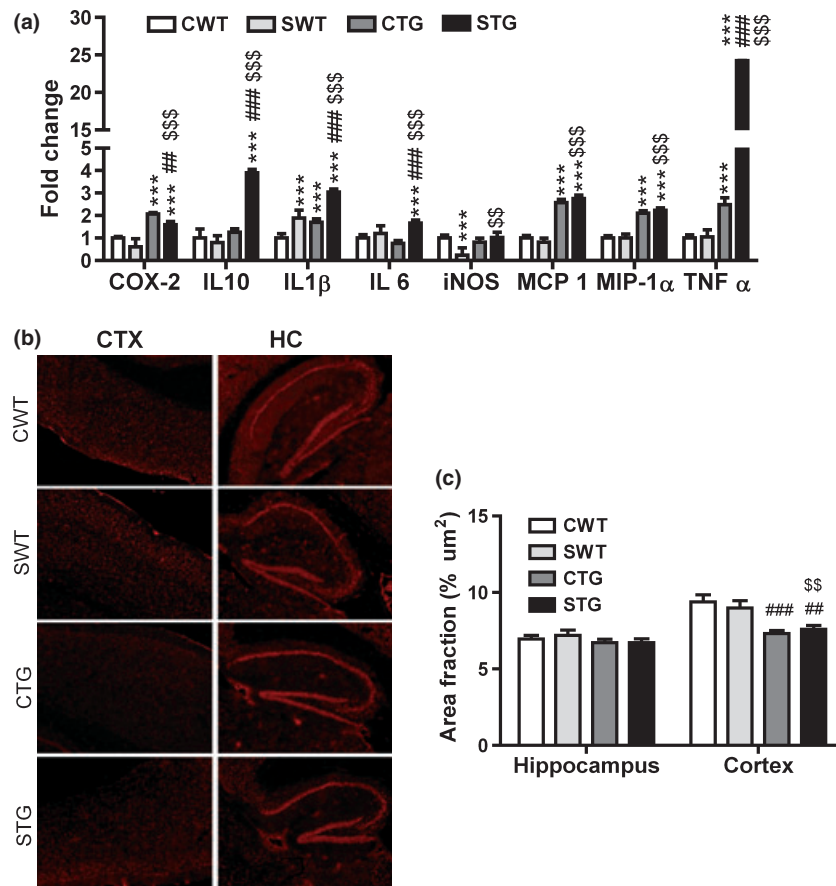 (a)
30
25
20
15
5
4
3
2
1
0
Fold change
CWT SWT CTG STG
*** *** ## $$$
*** ### $$$
*** *** *** ### $$$
*** ### $$$
*** $$
*** *** $$$
*** *** $$$
*** *** ### $$$
COX-2 IL10 IL1β IL 6 iNOS MCP 1 MIP-1α TNF α
(b)
CTX HC
CWT
SWT
CTG
STG
(c)
15
10
5
0
Area fraction (% um²)
CWT
SWT
CTG
STG
$$
### ##
Hippocampus Cortex